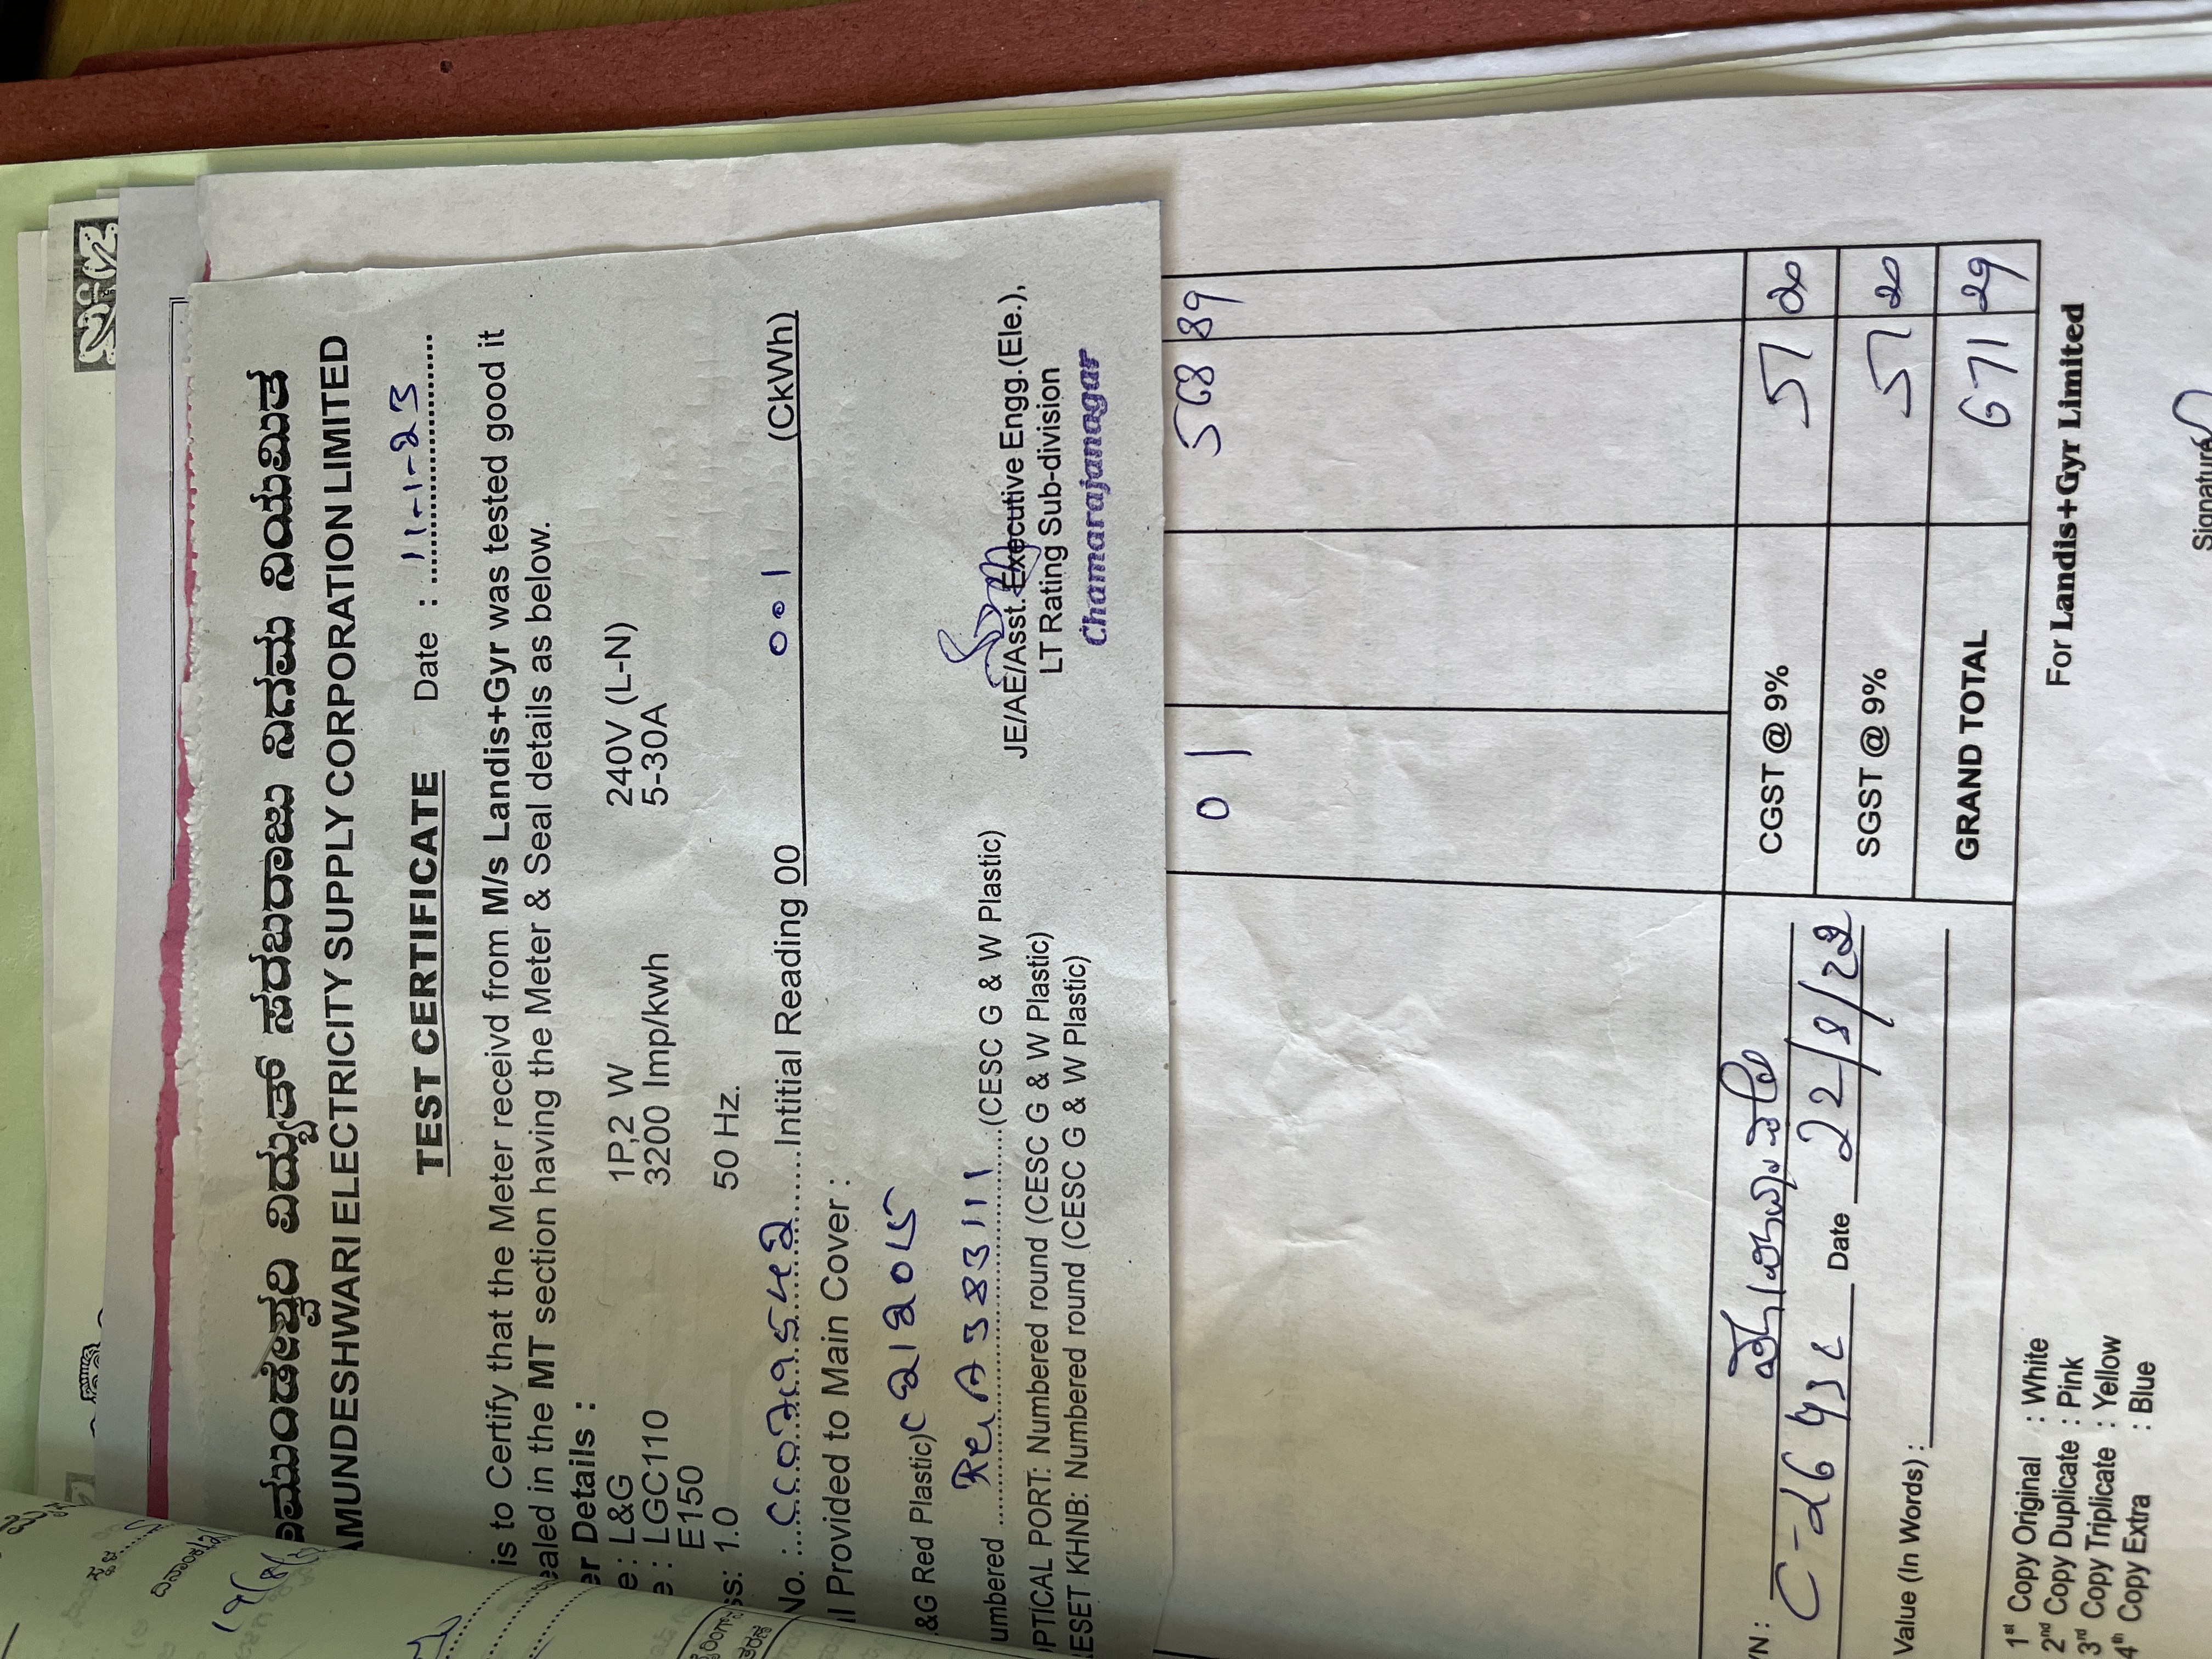 ಾಮುಂಡೇಶ್ವರಿ ವಿದ್ಯುತ್ ಸರಬರಾಜು ನಿಗಮ ನಿಯಮಿತ
AMUNDESHWARI ELECTRICITY SUPPLY CORPORATION LIMITED
TEST CERTIFICATE Date : 11-1-23
is to Certify that the Meter receivd from M/s Landis+Gyr was tested good it
ealed in the MT section having the Meter & Seal details as below.
er Details :
e : L&G 1P,2 W 240V (L-N)
e : LGC110 3200 Imp/kwh 5-30A
E150
ss: 1.0 50 Hz.
No. : Intitial Reading 00 001 (CkWh)
l Provided to Main Cover :
&G Red Plastic)
umbered (CESC G & W Plastic)
PTICAL PORT: Numbered round (CESC G & W Plastic)
ESET KHNB: Numbered round (CESC G & W Plastic)
JE/AE/Asst. Executive Engg.(Ele.),
LT Rating Sub-division
Chamarajanagar
01 568 89
CGST @ 9% 51 20
SGST @ 9% 51 20
GRAND TOTAL 671 29
Date 22/8/22
Value (In Words) :
For Landis+Gyr Limited
1st Copy Original : White
2nd Copy Duplicate : Pink
3rd Copy Triplicate : Yellow
4th Copy Extra : Blue
Signature